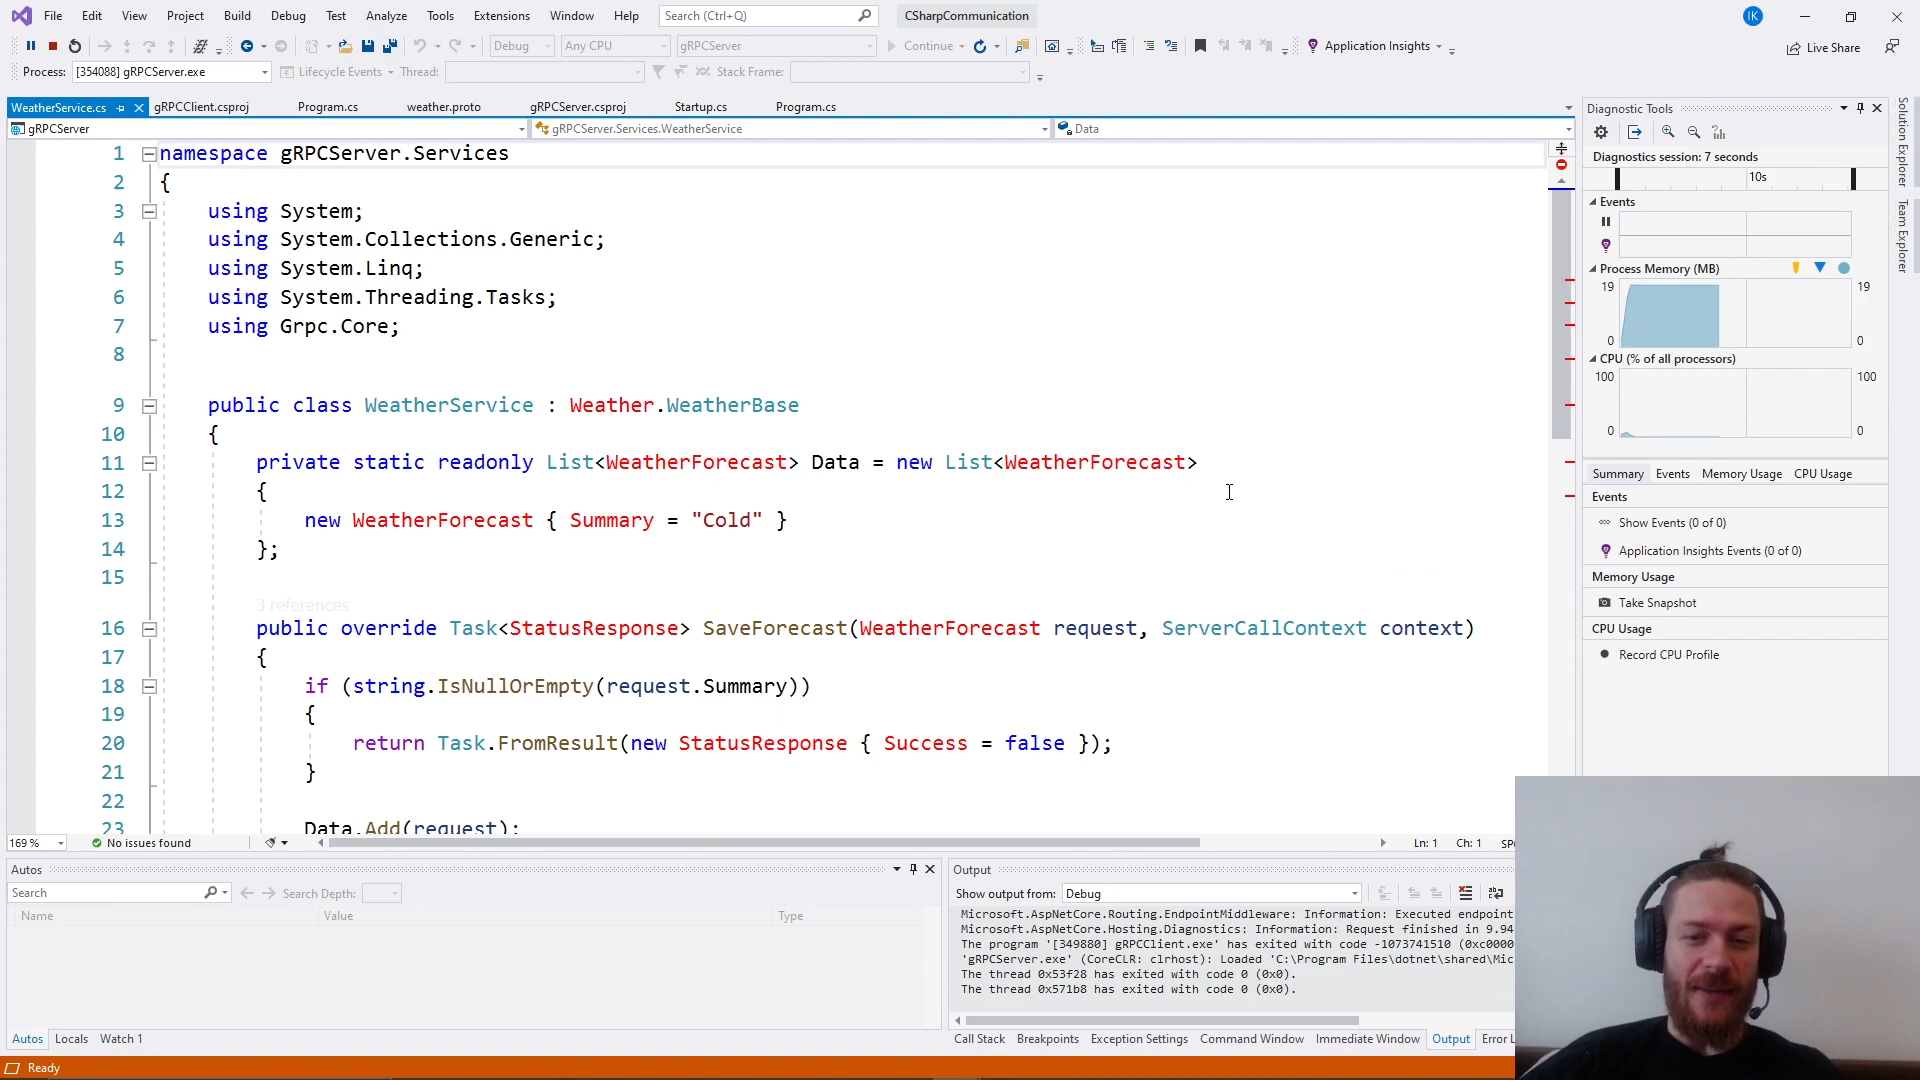 File Edit View Project Build Debug Test Analyze Tools Extensions Window Help Search (Ctrl+Q) CSharpCommunication IK
Debug Any CPU gRPCServer Continue Application Insights Live Share
Process: [354088] gRPCServer.exe Lifecycle Events Thread: Stack Frame:
WeatherService.cs gRPCClient.csproj Program.cs weather.proto gRPCServer.csproj Startup.cs Program.cs
gRPCServer gRPCServer.Services.WeatherService Data
1 namespace gRPCServer.Services
2 {
3 using System;
4 using System.Collections.Generic;
5 using System.Linq;
6 using System.Threading.Tasks;
7 using Grpc.Core;
8
9 public class WeatherService : Weather.WeatherBase
10 {
11 private static readonly List<WeatherForecast> Data = new List<WeatherForecast>
12 {
13 new WeatherForecast { Summary = "Cold" }
14 };
15
3 references
16 public override Task<StatusResponse> SaveForecast(WeatherForecast request, ServerCallContext context)
17 {
18 if (string.IsNullOrEmpty(request.Summary))
19 {
20 return Task.FromResult(new StatusResponse { Success = false });
21 }
22
23 Data.Add(request);
169 % No issues found Ln: 1 Ch: 1
Diagnostic Tools
Diagnostics session: 7 seconds
10s
Events
Process Memory (MB)
19 19
0 0
CPU (% of all processors)
100 100
0 0
Summary Events Memory Usage CPU Usage
Events
Show Events (0 of 0)
Application Insights Events (0 of 0)
Memory Usage
Take Snapshot
CPU Usage
Record CPU Profile
Solution Explorer
Team Explorer
Autos
Search Search Depth:
Name Value Type
Autos Locals Watch 1
Output
Show output from: Debug
Microsoft.AspNetCore.Routing.EndpointMiddleware: Information: Executed endpoint
Microsoft.AspNetCore.Hosting.Diagnostics: Information: Request finished in 9.94
The program '[349880] gRPCClient.exe' has exited with code -1073741510 (0xc0000
'gRPCServer.exe' (CoreCLR: clrhost): Loaded 'C:\Program Files\dotnet\shared\Mic
The thread 0x53f28 has exited with code 0 (0x0).
The thread 0x571b8 has exited with code 0 (0x0).
Call Stack Breakpoints Exception Settings Command Window Immediate Window Output Error L
Ready